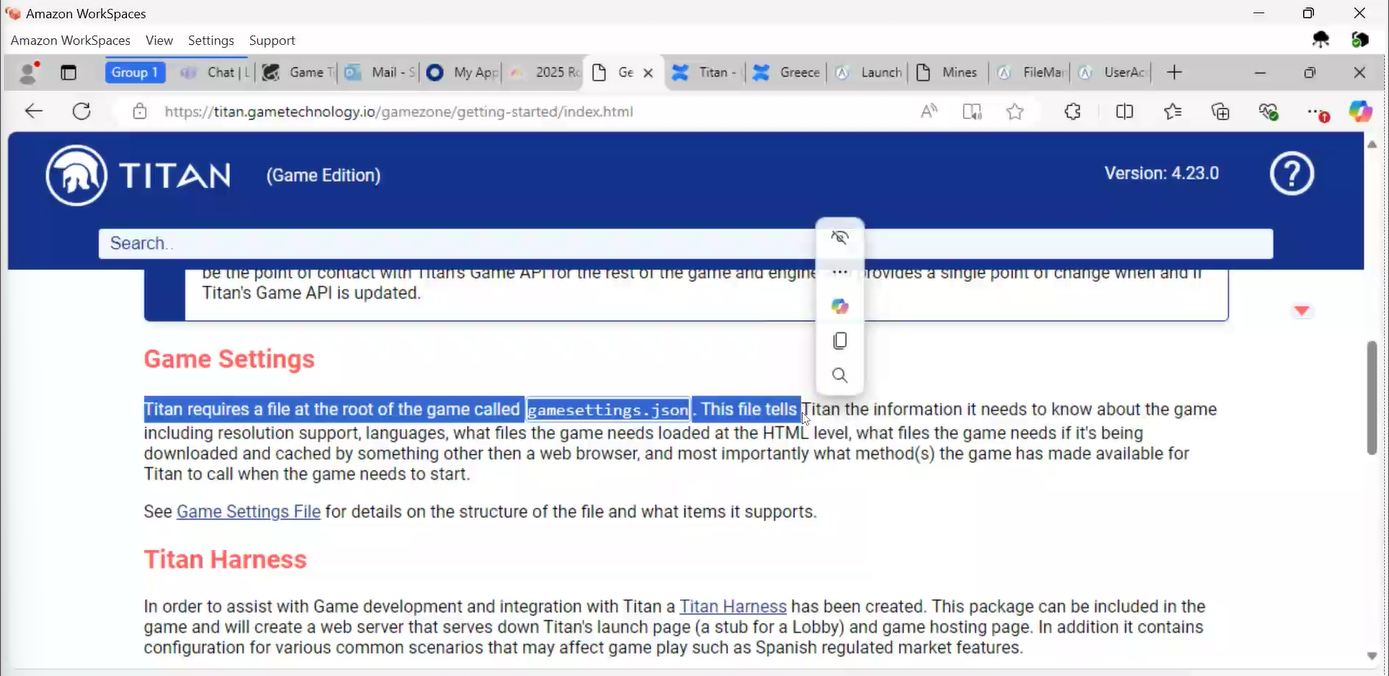 Amazon WorkSpaces
Amazon WorkSpaces View Settings Support
Group 1 Chat | L Game T Mail - S My App 2025 Ro Ge Titan - Greece Launch Mines FileMan UserAc
https://titan.gametechnology.io/gamezone/getting-started/index.html
TITAN (Game Edition) Version: 4.23.0
Search..
be the point of contact with Titan's Game API for the rest of the game and engine provides a single point of change when and if
Titan's Game API is updated.
Game Settings
Titan requires a file at the root of the game called gamesettings.json. This file tells Titan the information it needs to know about the game
including resolution support, languages, what files the game needs loaded at the HTML level, what files the game needs if it's being
downloaded and cached by something other then a web browser, and most importantly what method(s) the game has made available for
Titan to call when the game needs to start.
See Game Settings File for details on the structure of the file and what items it supports.
Titan Harness
In order to assist with Game development and integration with Titan a Titan Harness has been created. This package can be included in the
game and will create a web server that serves down Titan's launch page (a stub for a Lobby) and game hosting page. In addition it contains
configuration for various common scenarios that may affect game play such as Spanish regulated market features.